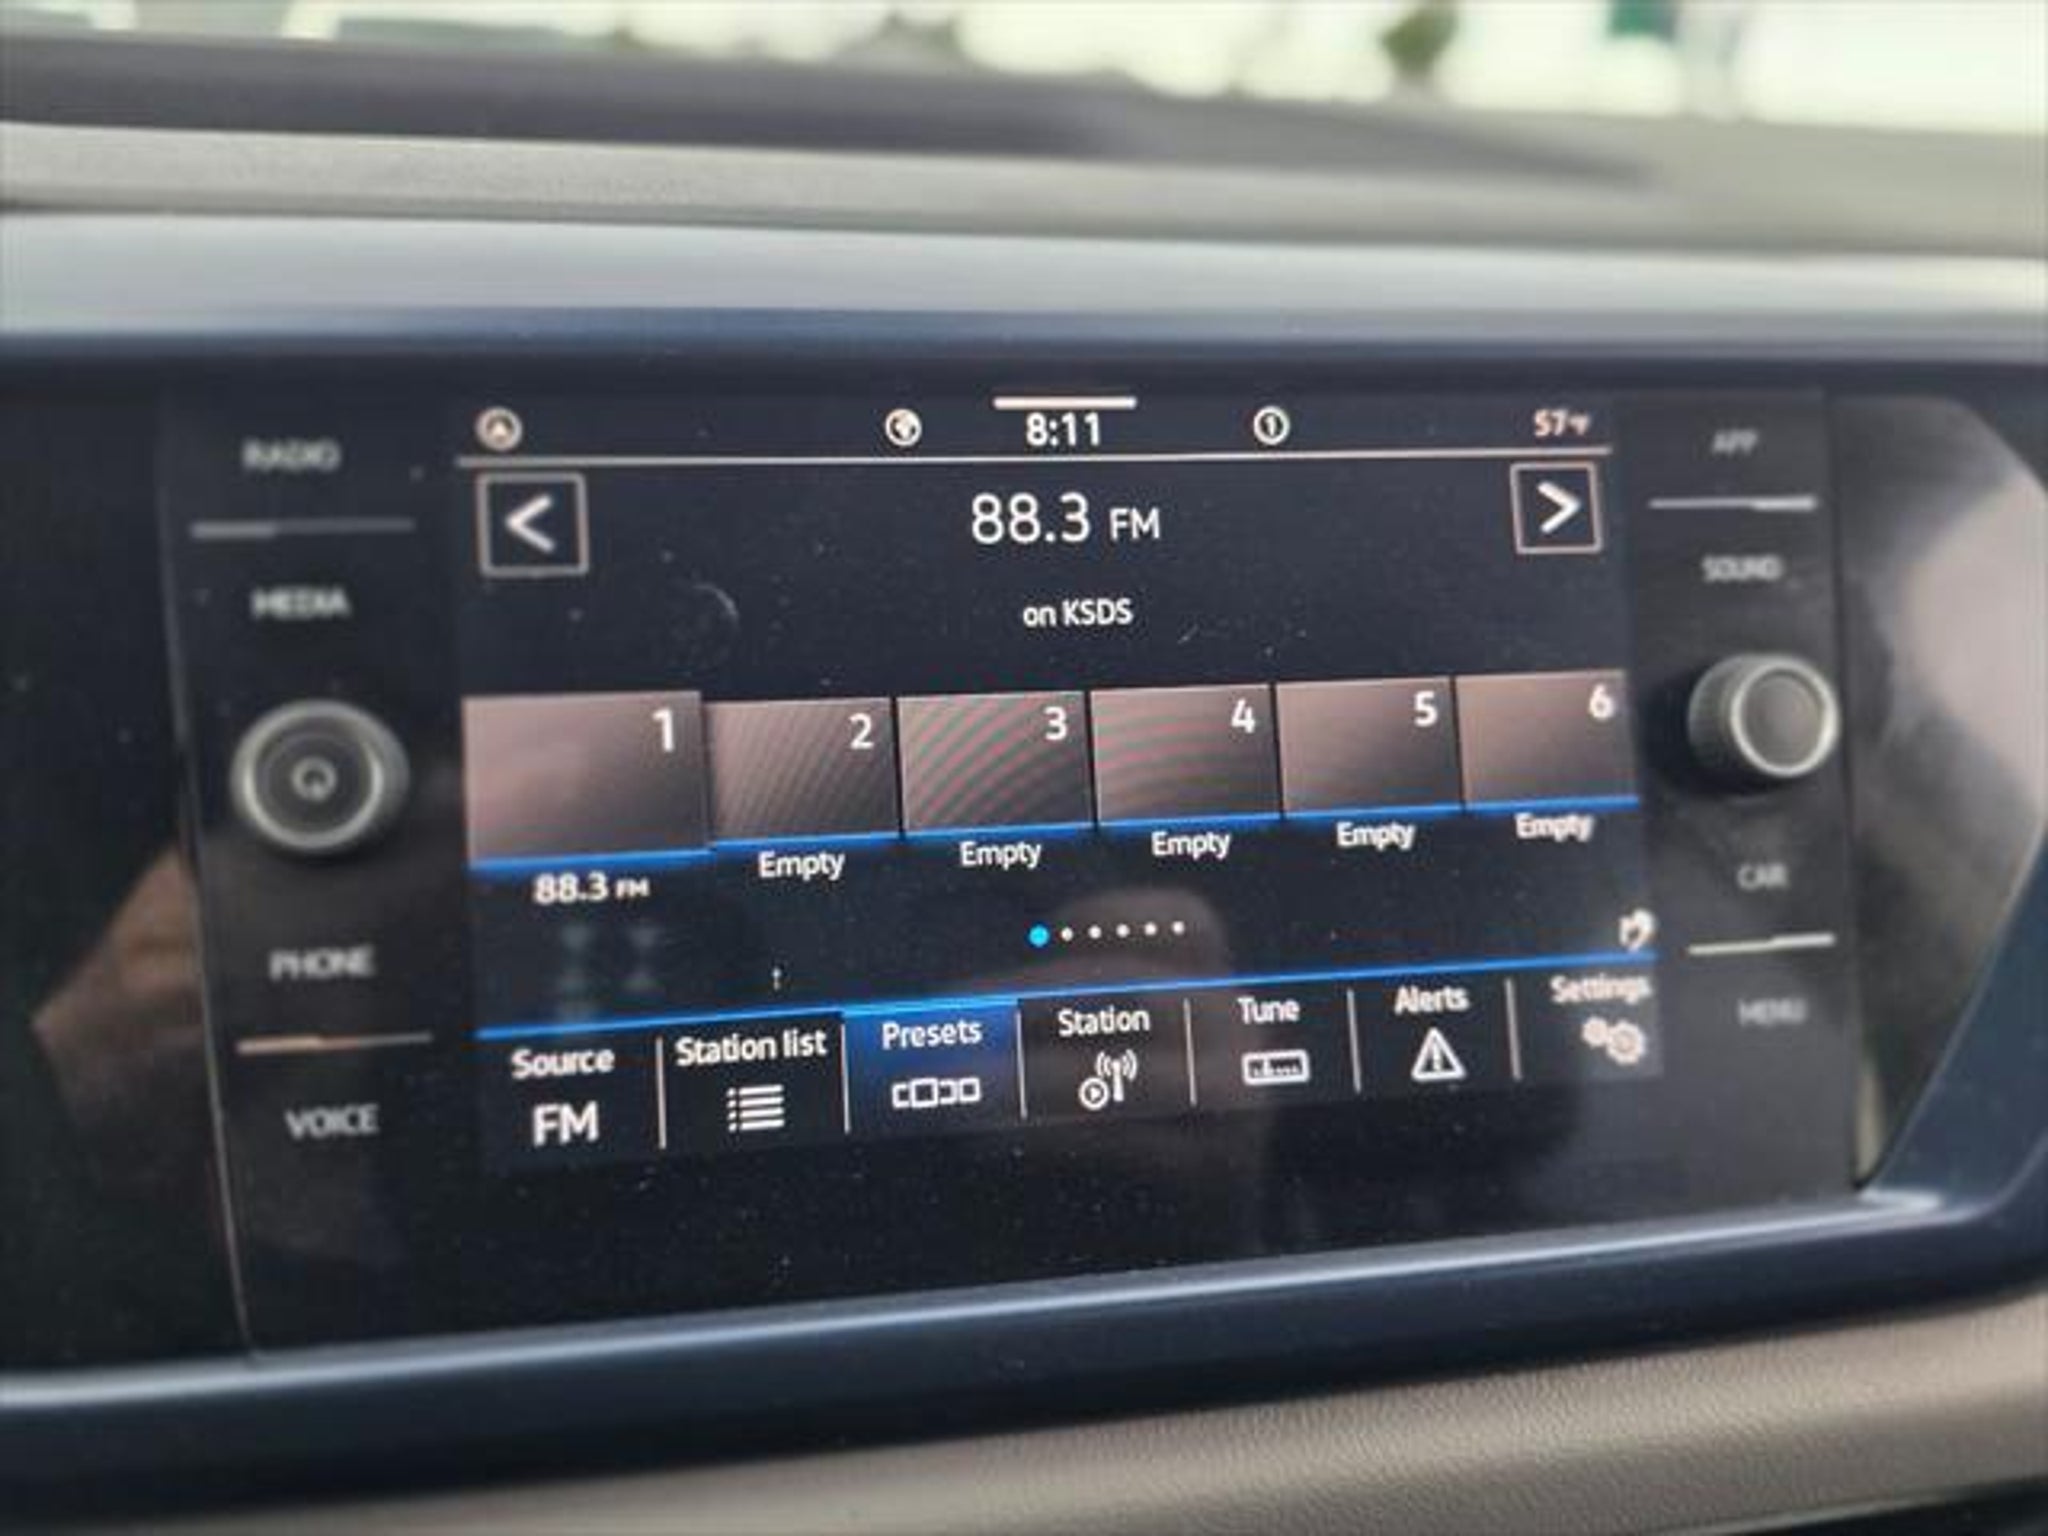 RADIO
MEDIA
PHONE
VOICE
8:11
1
57°F
88.3 FM
on KSDS
1 2 3 4 5 6
88.3 FM Empty Empty Empty Empty Empty
Source Station list Presets Station Tune Alerts Settings
FM
APP
SOUND
CAR
MENU